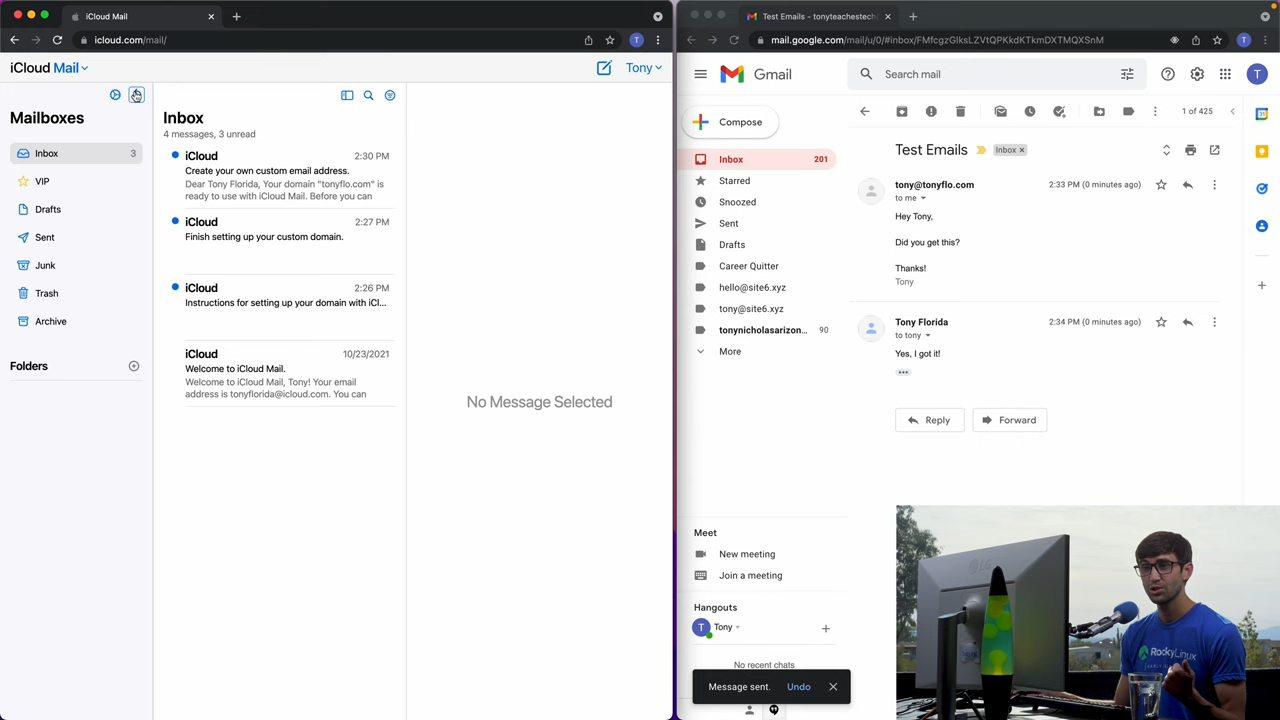 iCloud Mail
icloud.com/mail/
T
iCloud Mail
Tony
Mailboxes
Inbox 3
VIP
Drafts
Sent
Junk
Trash
Archive
Folders
Inbox
4 messages, 3 unread
iCloud 2:30 PM
Create your own custom email address.
Dear Tony Florida, Your domain "tonyflo.com" is
ready to use with iCloud Mail. Before you can
iCloud 2:27 PM
Finish setting up your custom domain.
iCloud 2:26 PM
Instructions for setting up your domain with iCl...
iCloud 10/23/2021
Welcome to iCloud Mail.
Welcome to iCloud Mail, Tony! Your email
address is tonyflorida@icloud.com. You can
No Message Selected
Test Emails - tonyteachestech
mail.google.com/mail/u/0/#inbox/FMfcgzGlksLZVtQPKkdKTkmDXTMQXSnM
T
Gmail
Search mail
T
Compose
Inbox 201
Starred
Snoozed
Sent
Drafts
Career Quitter
hello@site6.xyz
tony@site6.xyz
tonynicholasarizon... 90
More
Meet
New meeting
Join a meeting
Hangouts
T Tony
No recent chats
Message sent. Undo
1 of 425
Test Emails
Inbox x
tony@tonyflo.com 2:33 PM (0 minutes ago)
to me
Hey Tony,
Did you get this?
Thanks!
Tony
Tony Florida 2:34 PM (0 minutes ago)
to tony
Yes, I got it!
Reply Forward
LG
RockyLinux